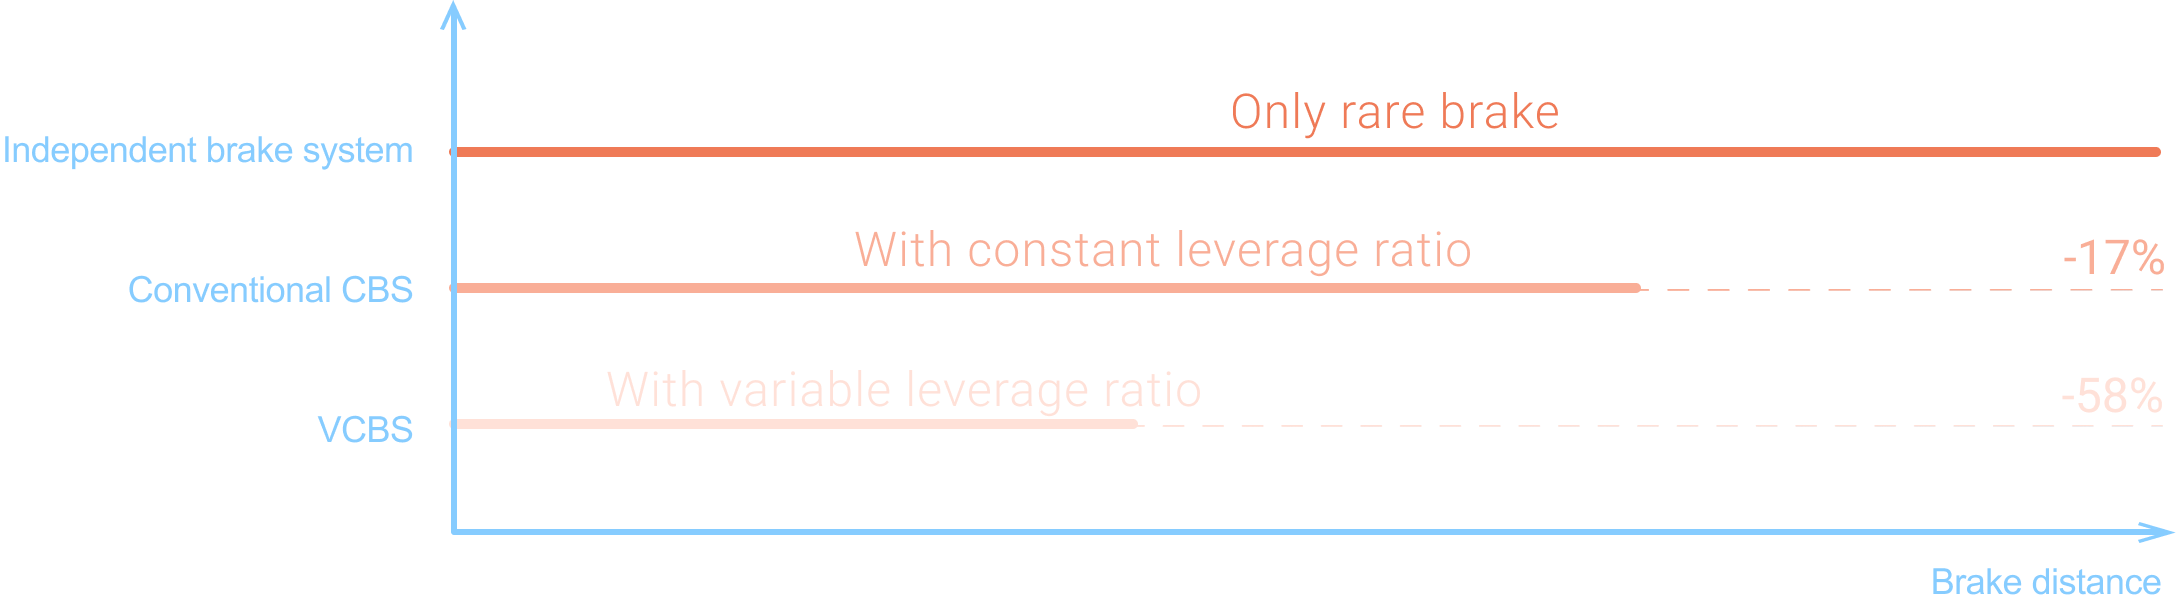 Only rare brake
Independent brake system
With constant leverage ratio
-17%
Conventional CBS
With variable leverage ratio
-58%
VCBS
Brake distance